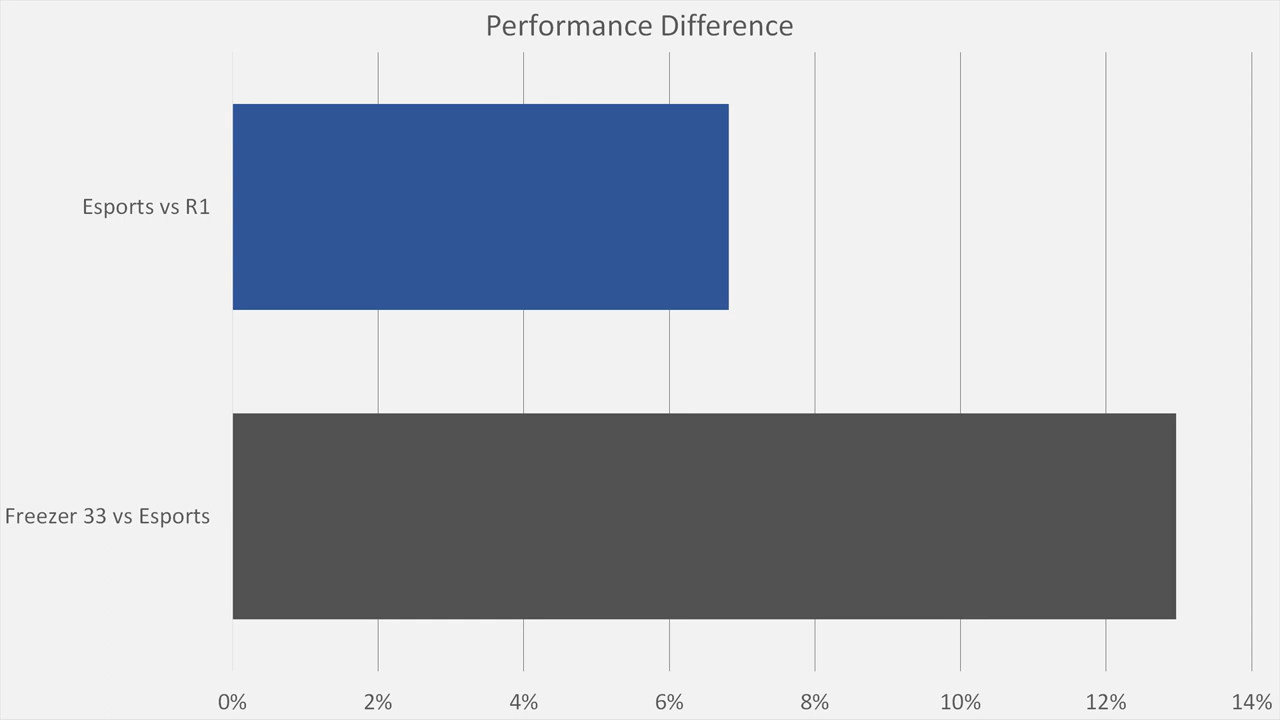 Performance Difference
Esports vs R1
Freezer 33 vs Esports
0% 2% 4% 6% 8% 10% 12% 14%